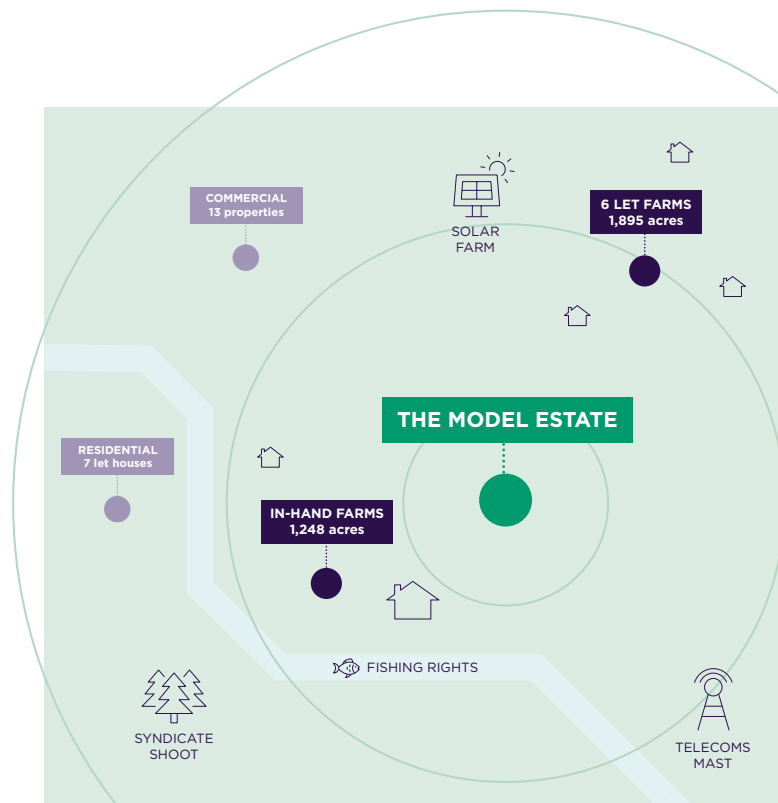 COMMERCIAL
13 properties
SOLAR
FARM
6 LET FARMS
1,895 acres
THE MODEL ESTATE
RESIDENTIAL
7 let houses
IN-HAND FARMS
1,248 acres
FISHING RIGHTS
SYNDICATE
SHOOT
TELECOMS
MAST